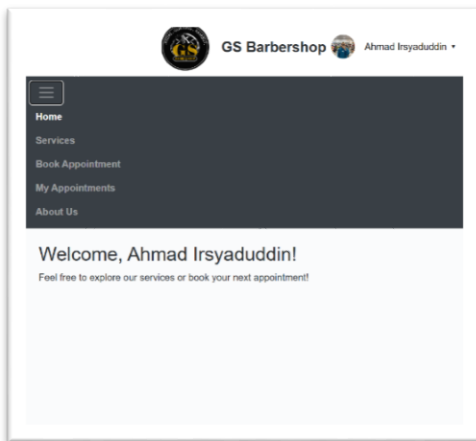 GS
GS Barbershop
Ahmad Irsyaduddin
Home
Services
Book Appointment
My Appointments
About Us
Welcome, Ahmad Irsyaduddin!
Feel free to explore our services or book your next appointment!